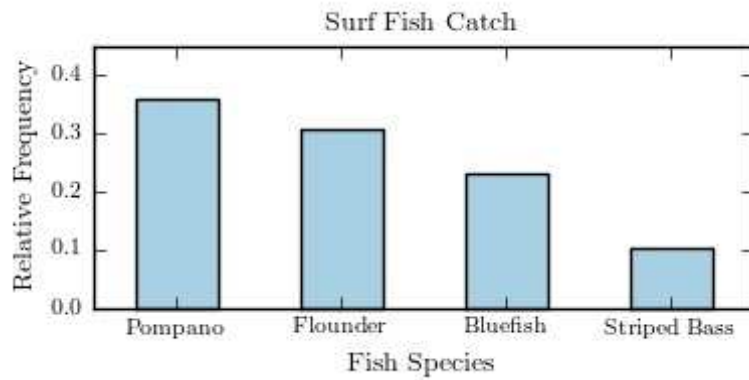 Surf Fish Catch
Relative Frequency
0.4
0.3
0.2
0.1
0.0
Pompano Flounder Bluefish Striped Bass
Fish Species